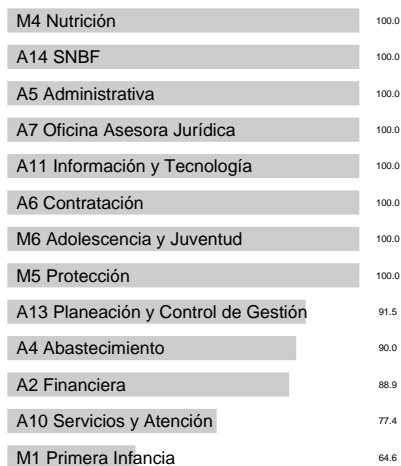 M4 Nutrición 100.0
A14 SNBF 100.0
A5 Administrativa 100.0
A7 Oficina Asesora Jurídica 100.0
A11 Información y Tecnología 100.0
A6 Contratación 100.0
M6 Adolescencia y Juventud 100.0
M5 Protección 100.0
A13 Planeación y Control de Gestión 91.5
A4 Abastecimiento 90.0
A2 Financiera 88.9
A10 Servicios y Atención 77.4
M1 Primera Infancia 64.6